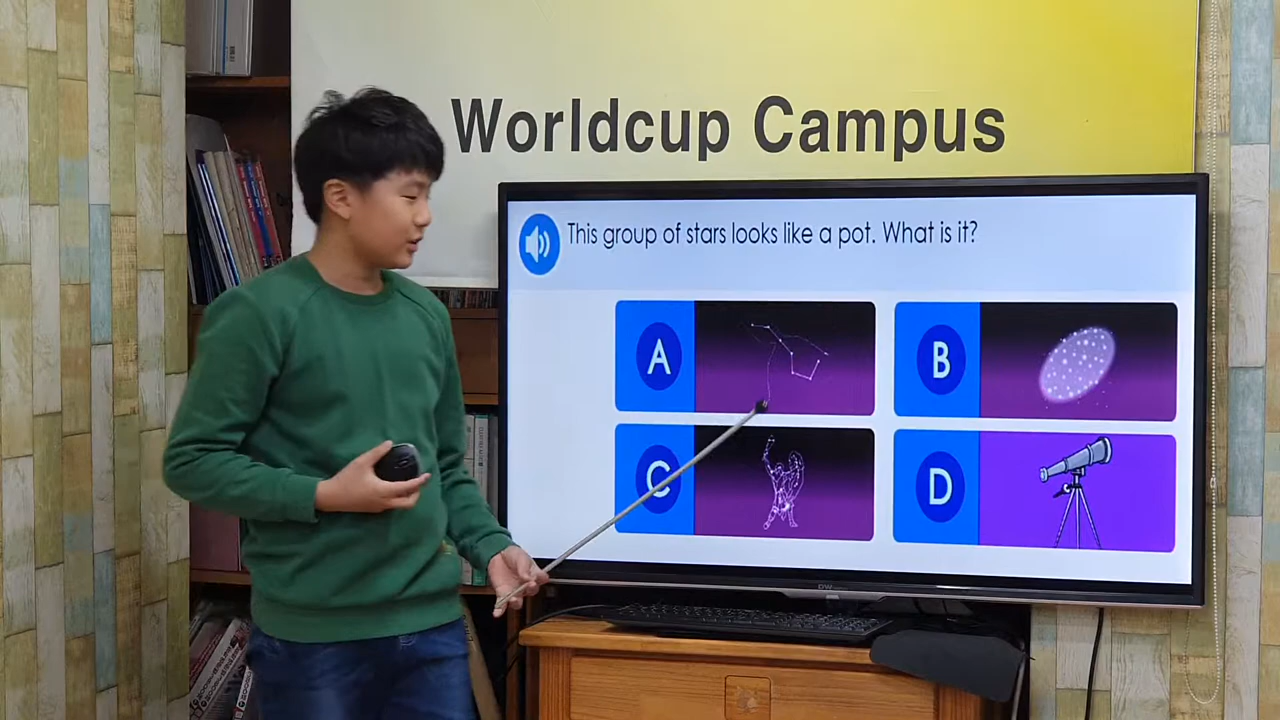 Worldcup Campus
This group of stars looks like a pot. What is it?
A
B
C
D